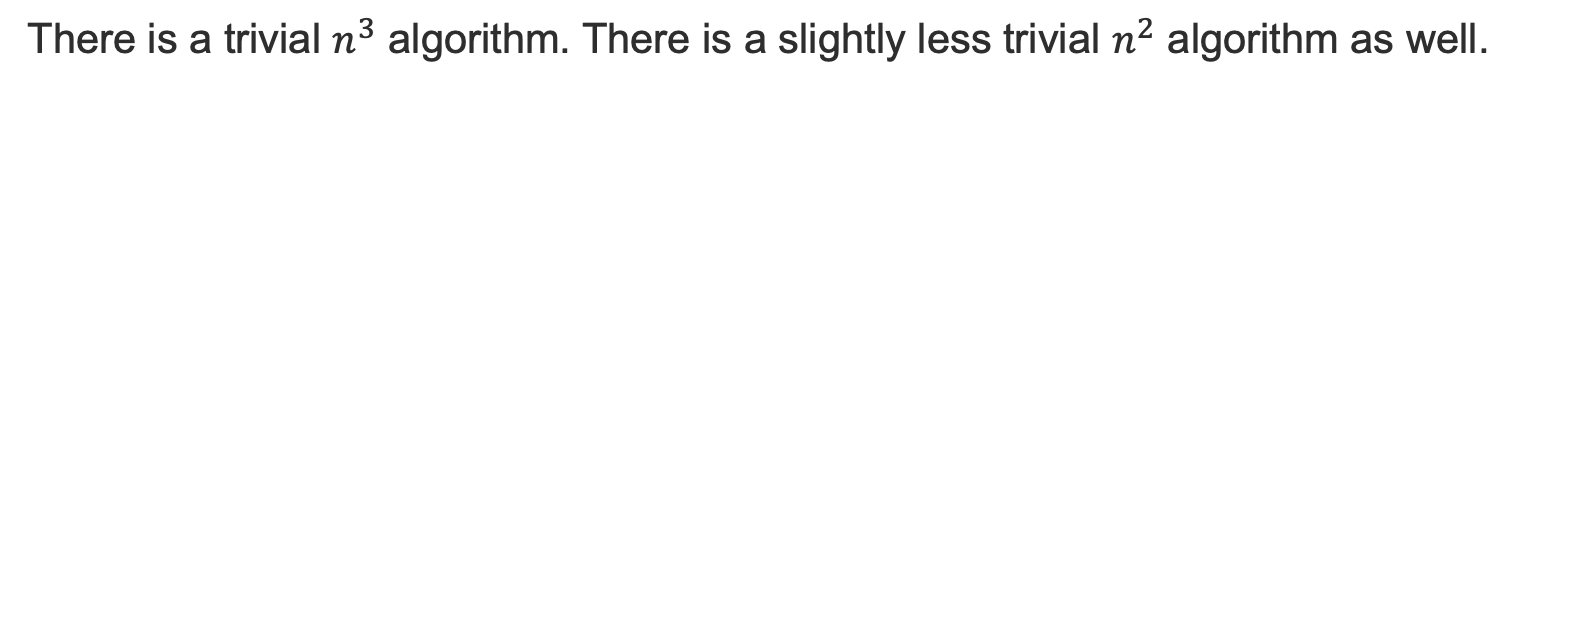 There is a trivial n³ algorithm. There is a slightly less trivial n² algorithm as well.